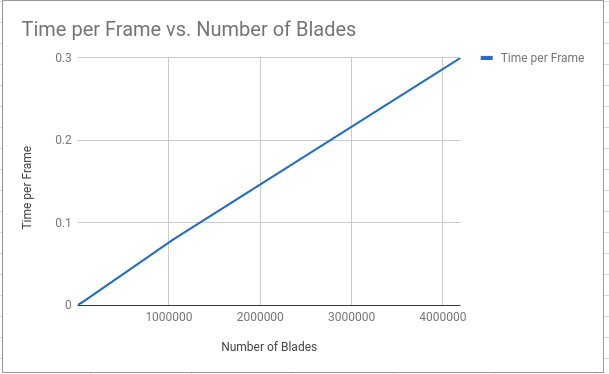 Time per Frame vs. Number of Blades
Time per Frame
0.3
0.2
0.1
0
Time per Frame
1000000
2000000
3000000
4000000
Number of Blades